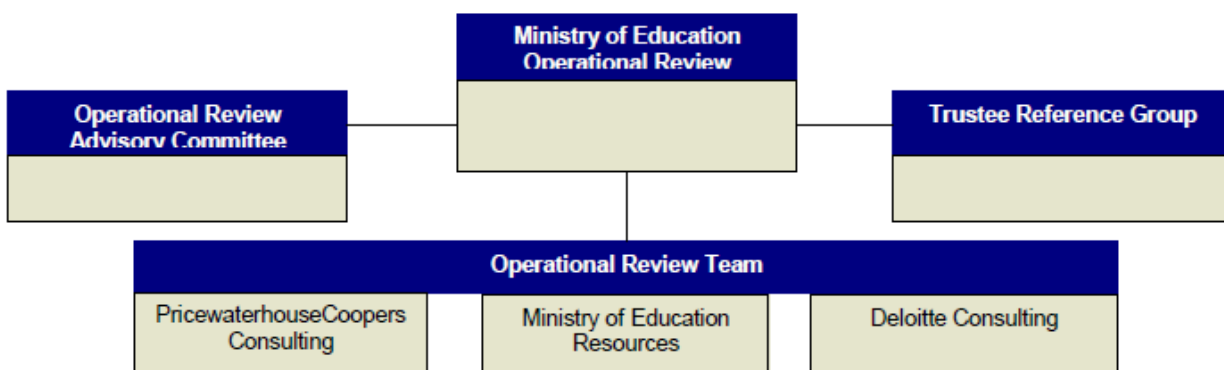 Ministry of Education
Operational Review
Operational Review
Advisory Committee
Trustee Reference Group
Operational Review Team
PricewaterhouseCoopers
Consulting
Ministry of Education
Resources
Deloitte Consulting